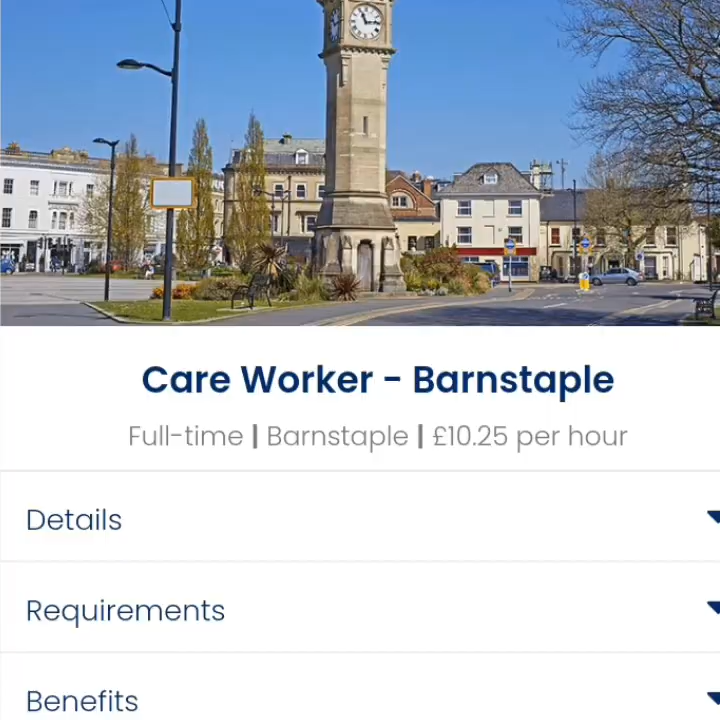 Care Worker - Barnstaple
Full-time | Barnstaple | £10.25 per hour
Details
Requirements
Benefits